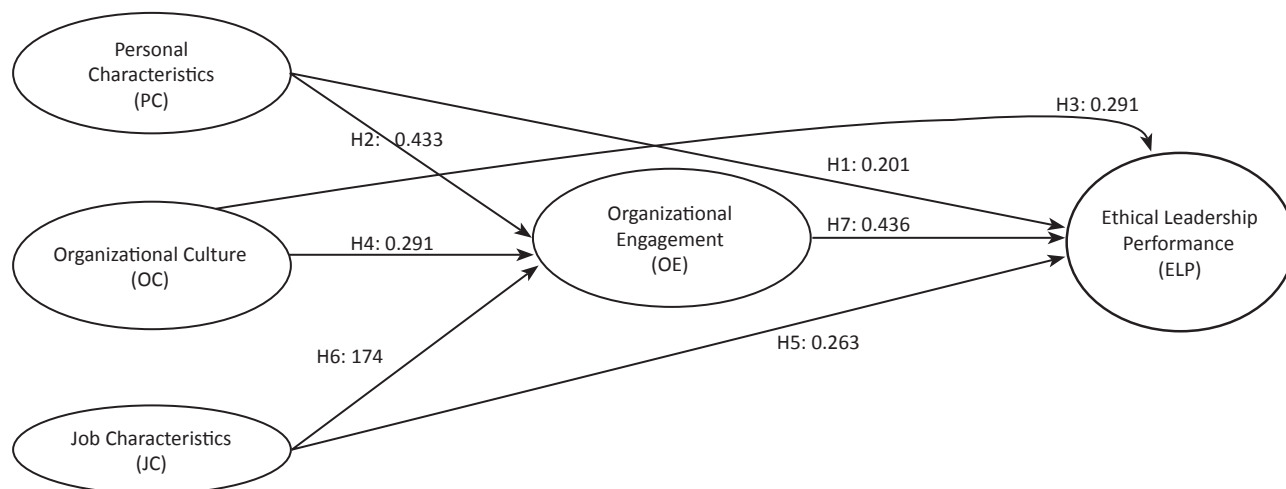 Personal
Characteristics
(PC)
H3: 0.291
H2: 0.433
H1: 0.201
Organizational
Engagement
(OE)
Ethical Leadership
Performance
(ELP)
H7: 0.436
Organizational Culture
(OC)
H4: 0.291
H5: 0.263
H6: 174
Job Characteristics
(JC)